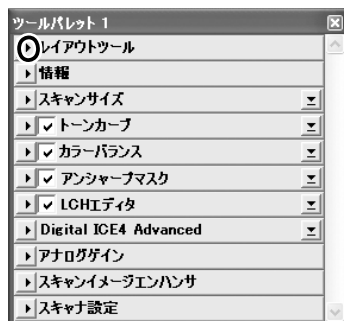 ツールパレット 1
レイアウトツール
情報
スキャンサイズ
トーンカーブ
カラーバランス
アンシャープマスク
LCHエディタ
Digital ICE4 Advanced
アナログゲイン
スキャンイメージエンハンサ
スキャナ設定